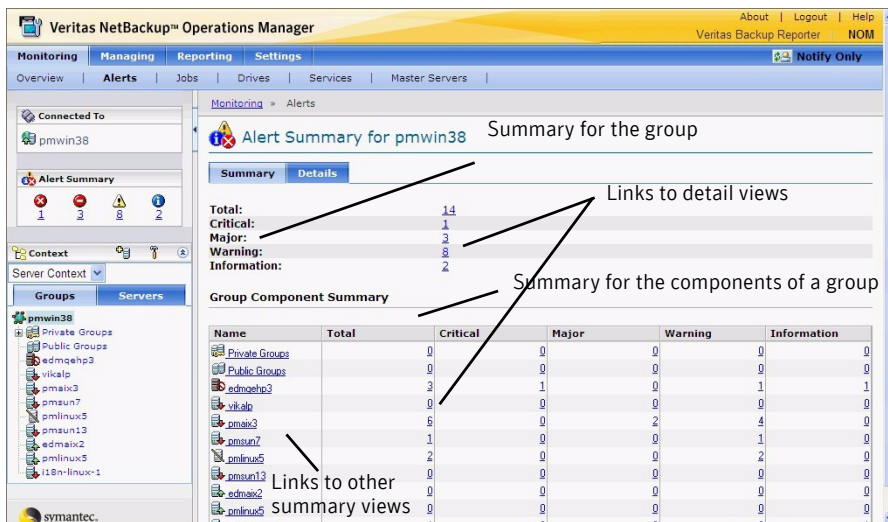 Veritas NetBackup™ Operations Manager
About | Logout | Help
Veritas Backup Reporter | NOM
Monitoring Managing Reporting Settings
Notify Only
Overview | Alerts | Jobs | Drives | Services | Master Servers |
Connected To
pmwin38
Alert Summary
1 3 8 2
Context
Server Context
Groups Servers
pmwin38
Private Groups
Public Groups
edmqehp3
vikalp
pmaix3
pmsun7
pmlinux5
pmsun13
edmaix2
pmlinux5
i18n-linux-1
symantec.
Monitoring » Alerts
Alert Summary for pmwin38
Summary for the group
Summary Details
Links to detail views
Total: 14
Critical: 1
Major: 3
Warning: 8
Information: 2
Summary for the components of a group
Group Component Summary
Name Total Critical Major Warning Information
Private Groups 0 0 0 0 0
Public Groups 0 0 0 0 0
edmqehp3 3 1 0 1 1
vikalp 0 0 0 0 0
pmaix3 6 0 2 4 0
pmsun7 1 0 0 1 0
pmlinux5 2 0 0 2 0
pmsun13 0 0 0 0 0
edmaix2 0 0 0 0 0
pmlinux5 0 0 0 0 0
Links to other
summary views